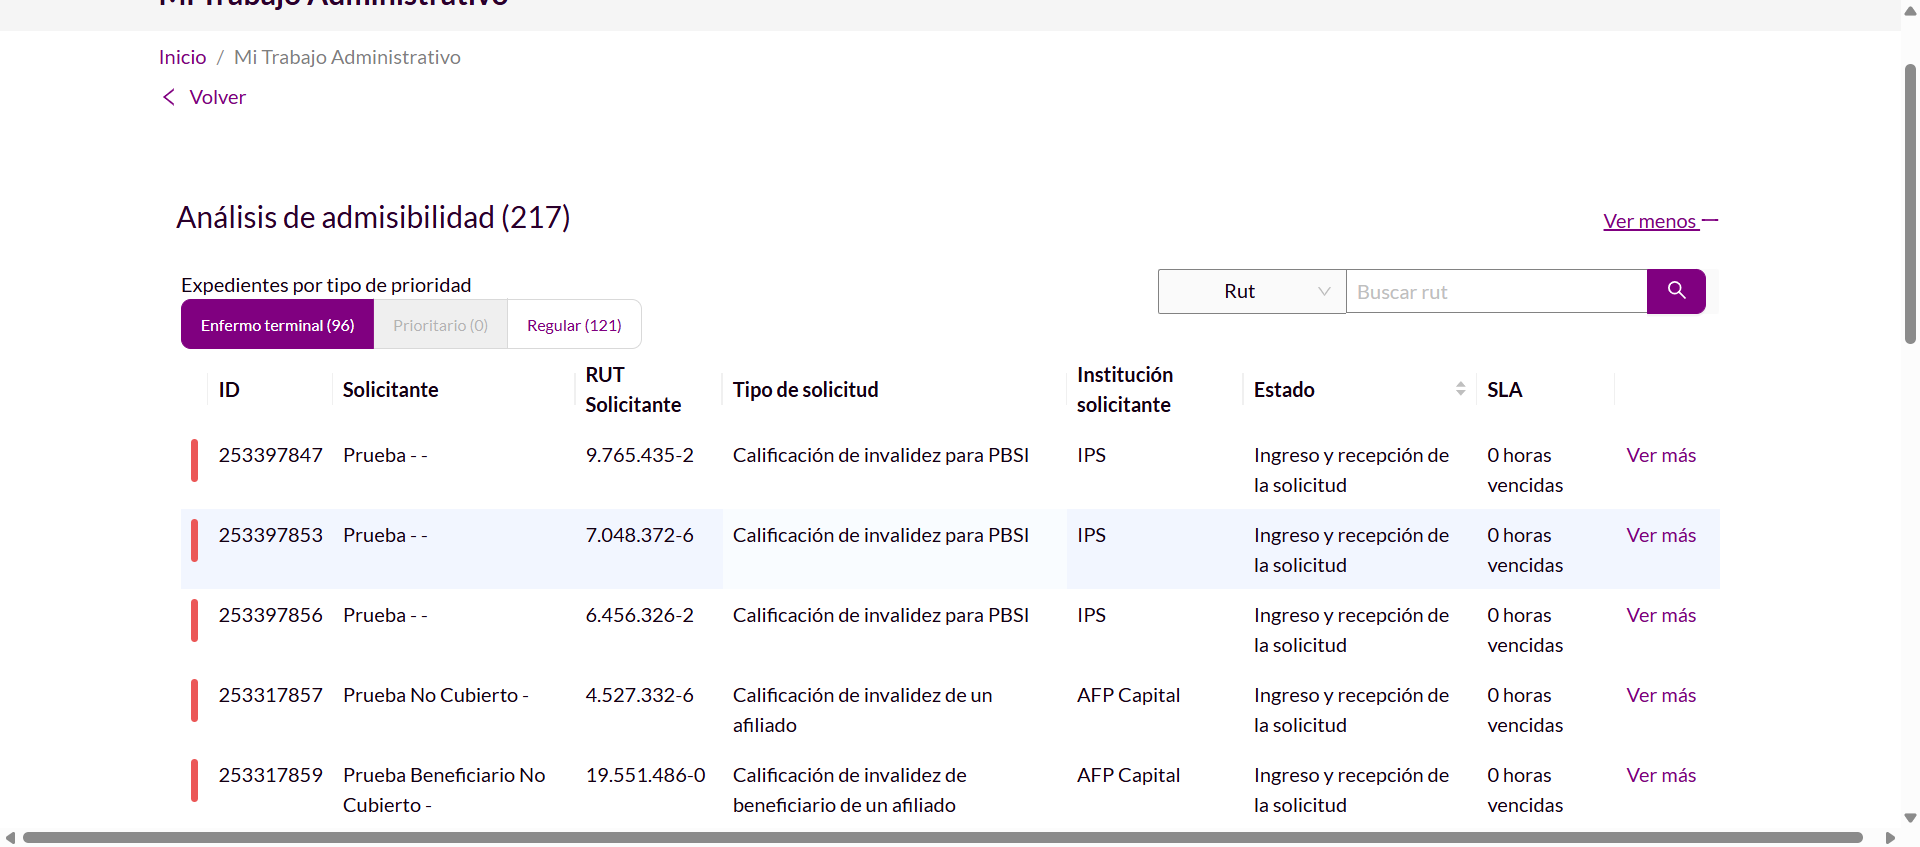 Mi Trabajo Administrativo
Inicio / Mi Trabajo Administrativo
Volver
Análisis de admisibilidad (217)
Ver menos
Expedientes por tipo de prioridad
Rut
Buscar rut
Enfermo terminal (96)
Prioritario (0)
Regular (121)
ID
Solicitante
RUT
Solicitante
Tipo de solicitud
Institución
solicitante
Estado
SLA
253397847
Prueba - -
9.765.435-2
Calificación de invalidez para PBSI
IPS
Ingreso y recepción de
la solicitud
0 horas
vencidas
Ver más
253397853
Prueba - -
7.048.372-6
Calificación de invalidez para PBSI
IPS
Ingreso y recepción de
la solicitud
0 horas
vencidas
Ver más
253397856
Prueba - -
6.456.326-2
Calificación de invalidez para PBSI
IPS
Ingreso y recepción de
la solicitud
0 horas
vencidas
Ver más
253317857
Prueba No Cubierto -
4.527.332-6
Calificación de invalidez de un
afiliado
AFP Capital
Ingreso y recepción de
la solicitud
0 horas
vencidas
Ver más
253317859
Prueba Beneficiario No
Cubierto -
19.551.486-0
Calificación de invalidez de
beneficiario de un afiliado
AFP Capital
Ingreso y recepción de
la solicitud
0 horas
vencidas
Ver más